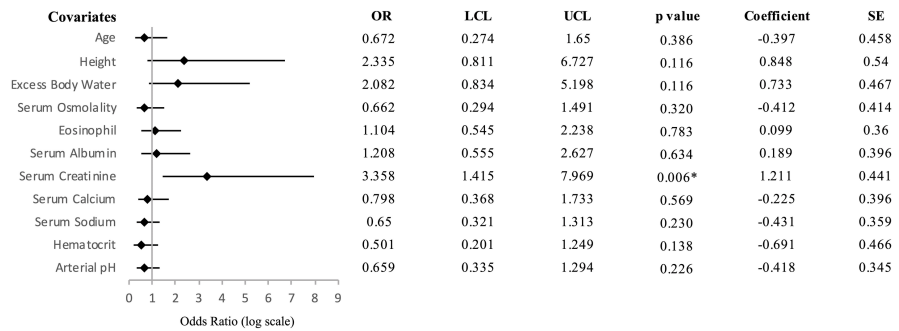 Covariates OR LCL UCL p value Coefficient SE
Age 0.672 0.274 1.65 0.386 -0.397 0.458
Height 2.335 0.811 6.727 0.116 0.848 0.54
Excess Body Water 2.082 0.834 5.198 0.116 0.733 0.467
Serum Osmolality 0.662 0.294 1.491 0.320 -0.412 0.414
Eosinophil 1.104 0.545 2.238 0.783 0.099 0.36
Serum Albumin 1.208 0.555 2.627 0.634 0.189 0.396
Serum Creatinine 3.358 1.415 7.969 0.006* 1.211 0.441
Serum Calcium 0.798 0.368 1.733 0.569 -0.225 0.396
Serum Sodium 0.65 0.321 1.313 0.230 -0.431 0.359
Hematocrit 0.501 0.201 1.249 0.138 -0.691 0.466
Arterial pH 0.659 0.335 1.294 0.226 -0.418 0.345
0 1 2 3 4 5 6 7 8 9
Odds Ratio (log scale)